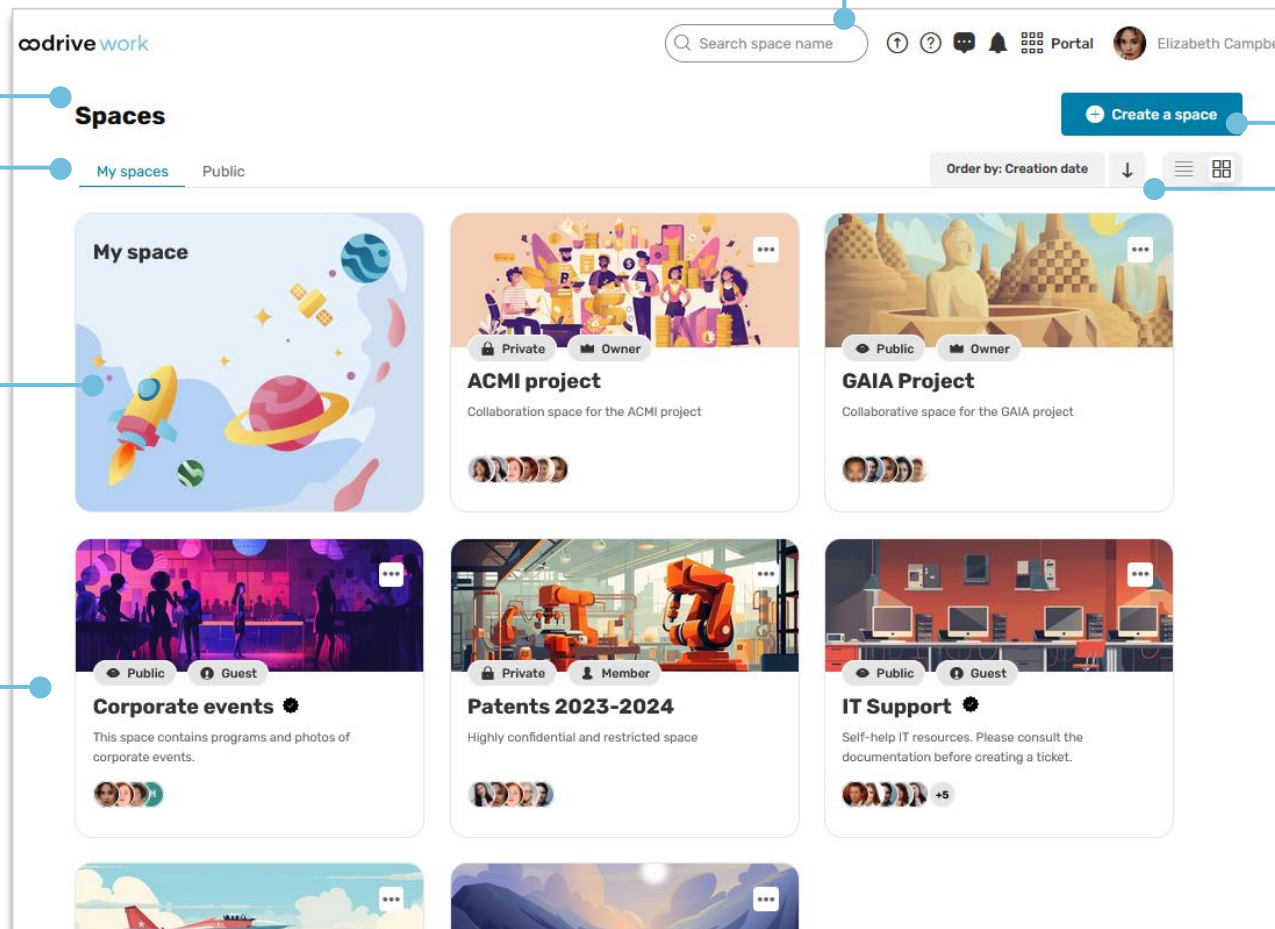 oodrive work
Search space name
Portal
Elizabeth Campbe
Spaces
Create a space
My spaces
Public
Order by: Creation date
My space
Private
Owner
ACMI project
Collaboration space for the ACMI project
Public
Owner
GAIA Project
Collaborative space for the GAIA project
Public
Guest
Corporate events
This space contains programs and photos of
corporate events.
Private
Member
Patents 2023-2024
Highly confidential and restricted space
Public
Guest
IT Support
Self-help IT resources. Please consult the
documentation before creating a ticket.
+5